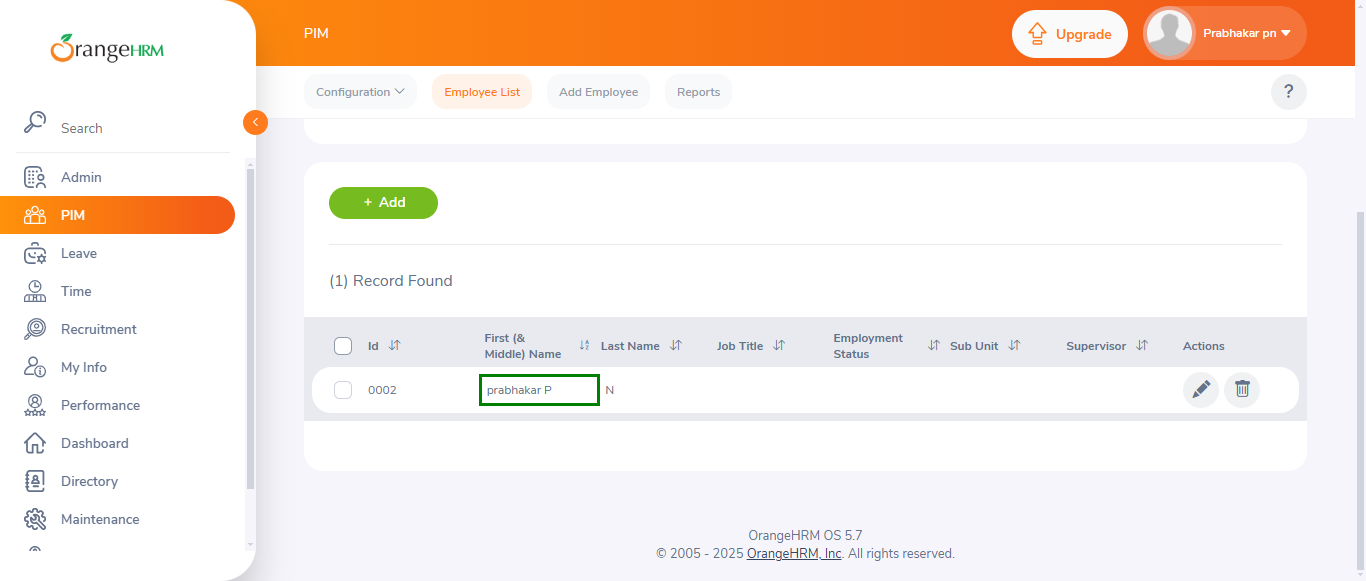 OrangeHRM
Search
Admin
PIM
Leave
Time
Recruitment
My Info
Performance
Dashboard
Directory
Maintenance
PIM
Upgrade
Prabhakar pn
Configuration
Employee List
Add Employee
Reports
?
+ Add
(1) Record Found
Id
First (&
Middle) Name
Last Name
Job Title
Employment
Status
Sub Unit
Supervisor
Actions
0002
prabhakar P
N
OrangeHRM OS 5.7
© 2005 - 2025 OrangeHRM, Inc. All rights reserved.